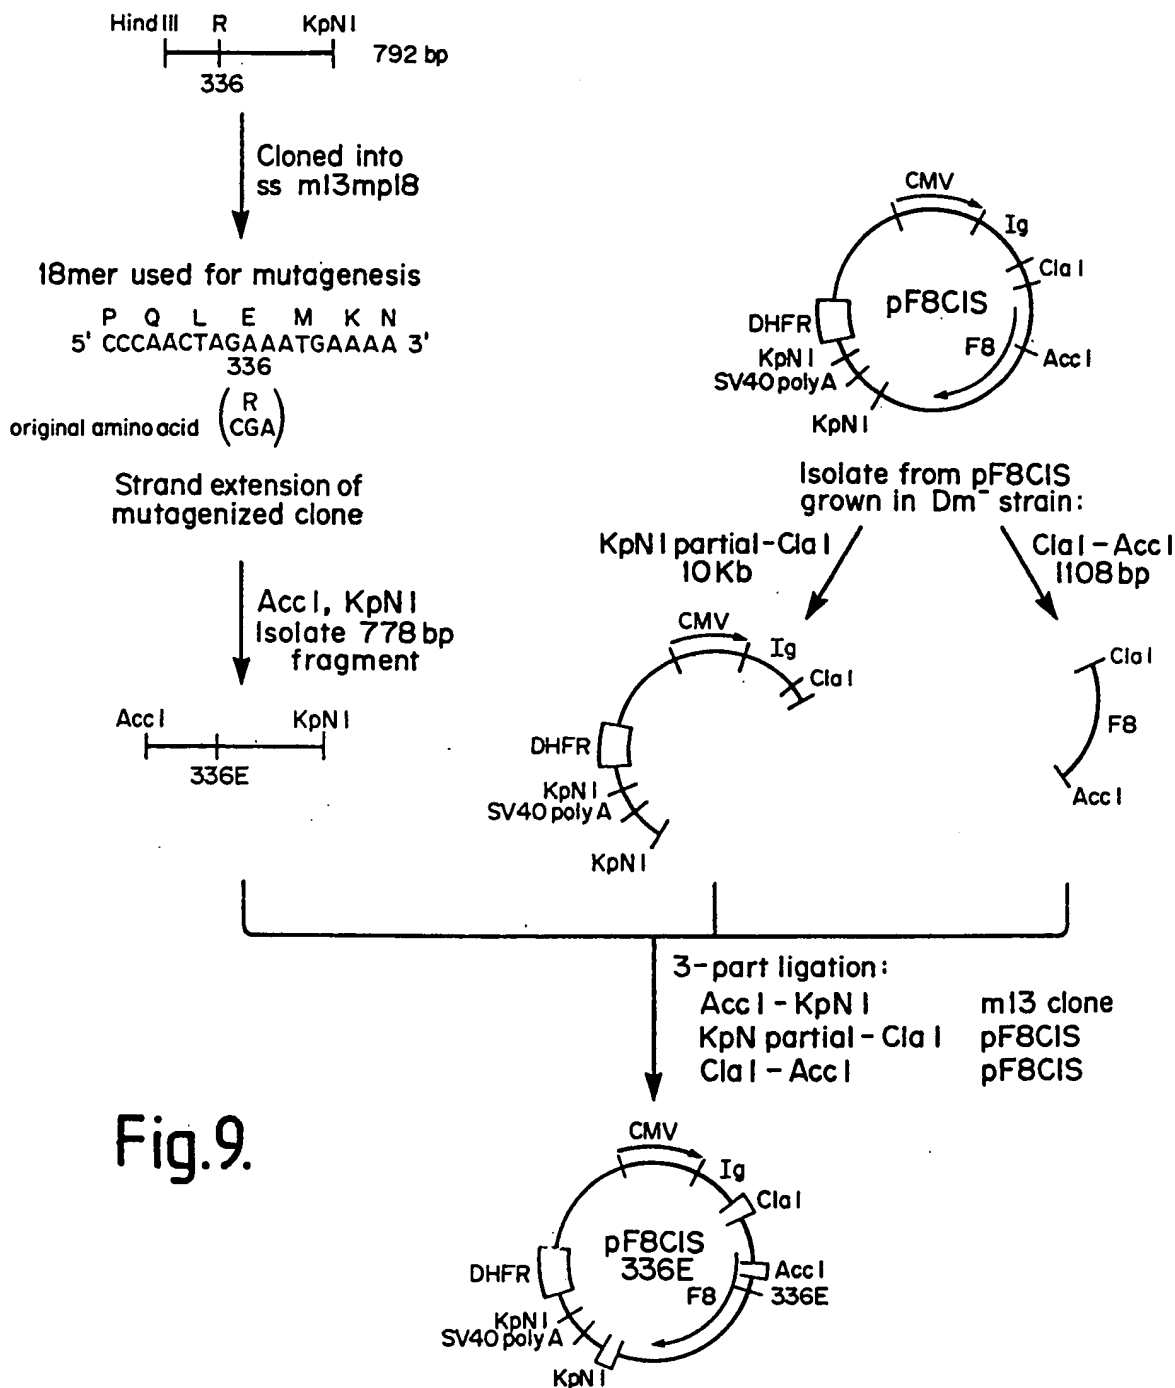 Hind III R KpN I
792 bp
336
Cloned into
ss m13mp18
18mer used for mutagenesis
P Q L E M K N
5' CCCAACTAGAAATGAAAA 3'
336
original amino acid (R CGA)
Strand extension of
mutagenized clone
Acc I, KpN I
Isolate 778 bp
fragment
Acc I KpN I
336E
CMV
Ig
Cla I
pF8CIS
DHFR
F8
Acc I
KpN I
SV40 poly A
KpN I
Isolate from pF8CIS
grown in Dm⁻ strain:
KpN I partial-Cla I
10 Kb
Cla I - Acc I
1108 bp
CMV
Ig
Cla I
DHFR
KpN I
SV40 poly A
KpN I
Cla I
F8
Acc I
3-part ligation:
Acc I - KpN I m13 clone
KpN partial - Cla I pF8CIS
Cla I - Acc I pF8CIS
Fig.9.
CMV
Ig
Cla I
pF8CIS
336E
DHFR
Acc I
F8
336E
KpN I
SV40 poly A
KpN I